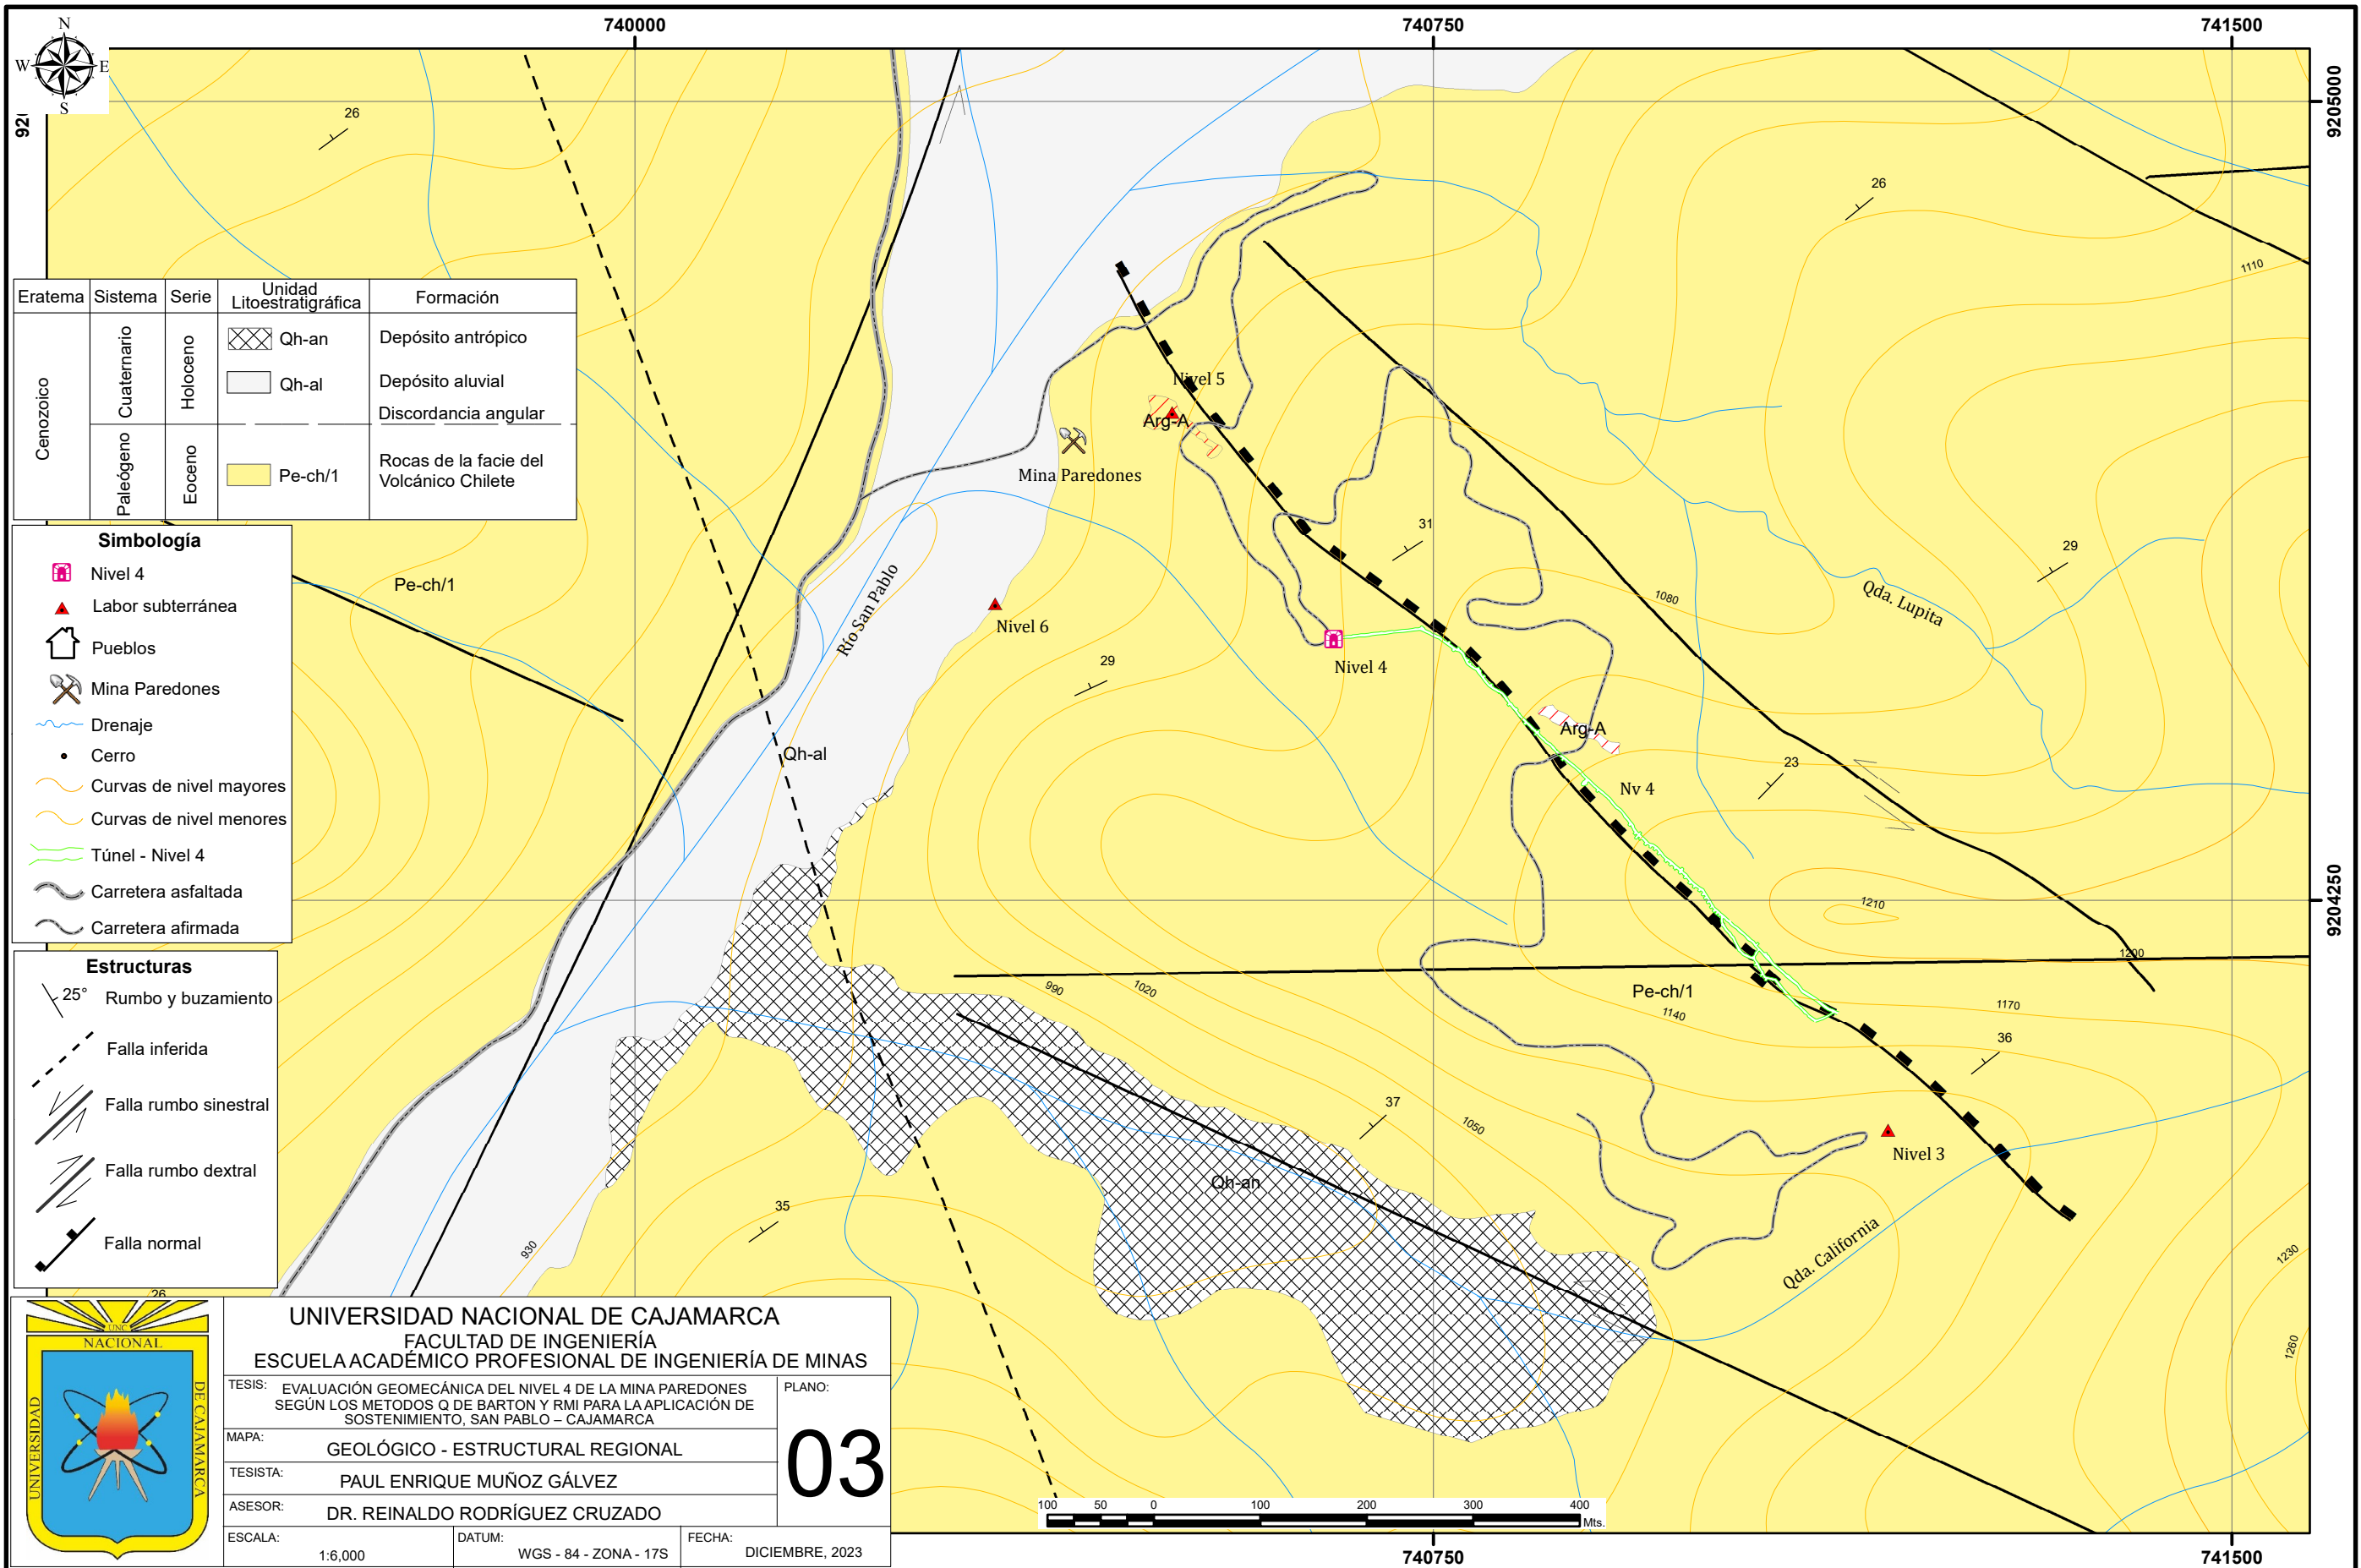 740000
740750
741500
N
W
E
S
920
9205000
9204250
26
26
1110
Eratema
Sistema
Serie
Unidad
Litoestratigráfica
Formación
Cenozoico
Cuaternario
Holoceno
Qh-an
Depósito antrópico
Qh-al
Depósito aluvial
Discordancia angular
Paleógeno
Eoceno
Pe-ch/1
Rocas de la facie del
Volcánico Chilete
Simbología
Nivel 4
Labor subterránea
Pueblos
Mina Paredones
Drenaje
Cerro
Curvas de nivel mayores
Curvas de nivel menores
Túnel - Nivel 4
Carretera asfaltada
Carretera afirmada
Estructuras
25°
Rumbo y buzamiento
Falla inferida
Falla rumbo sinestral
Falla rumbo dextral
Falla normal
26
Nivel 5
Arg-A
Mina Paredones
31
29
1080
Qda. Lupita
Pe-ch/1
Río San Pablo
Nivel 6
29
Nivel 4
Qh-al
Arg-A
Nv 4
23
1210
1200
990
1020
Pe-ch/1
1140
1170
36
37
1050
Nivel 3
Qh-an
35
930
Qda. California
1230
1260
UNC
NACIONAL
UNIVERSIDAD
DE CAJAMARCA
UNIVERSIDAD NACIONAL DE CAJAMARCA
FACULTAD DE INGENIERÍA
ESCUELA ACADÉMICO PROFESIONAL DE INGENIERÍA DE MINAS
TESIS:
EVALUACIÓN GEOMECÁNICA DEL NIVEL 4 DE LA MINA PAREDONES
SEGÚN LOS METODOS Q DE BARTON Y RMI PARA LA APLICACIÓN DE
SOSTENIMIENTO, SAN PABLO – CAJAMARCA
PLANO:
03
MAPA:
GEOLÓGICO - ESTRUCTURAL REGIONAL
TESISTA:
PAUL ENRIQUE MUÑOZ GÁLVEZ
ASESOR:
DR. REINALDO RODRÍGUEZ CRUZADO
ESCALA:
1:6,000
DATUM:
WGS - 84 - ZONA - 17S
FECHA:
DICIEMBRE, 2023
100 50 0 100 200 300 400
Mts.
740750
741500